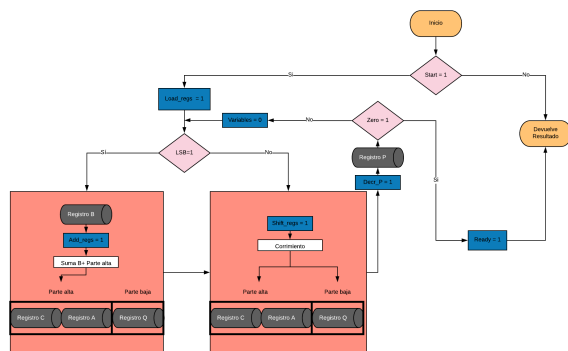 Inicio
Start = 1
Si
No
Load_regs = 1
Variables = 0
No
Zero = 1
Devuelve
Resultado
Si
LSB=1
No
Registro P
Decr_P = 1
Si
Registro B
Shift_regs = 1
Add_regs = 1
Corrimiento
Ready = 1
Suma B+ Parte alta
Parte alta
Parte baja
Parte alta
Parte baja
Registro C
Registro A
Registro Q
Registro C
Registro A
Registro Q